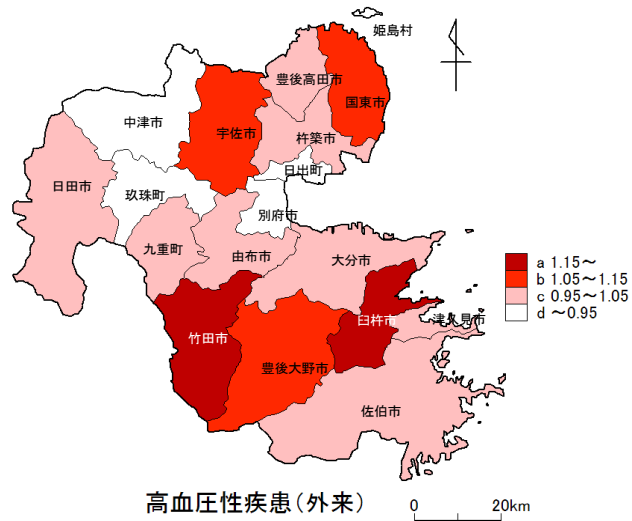 姫島村
豊後高田市
国東市
中津市
宇佐市
杵築市
日出町
日田市
玖珠町
別府市
九重町
由布市
大分市
a 1.15～
b 1.05～1.15
c 0.95～1.05
d ～0.95
臼杵市
津久見市
竹田市
豊後大野市
佐伯市
高血圧性疾患（外来）
0 20km